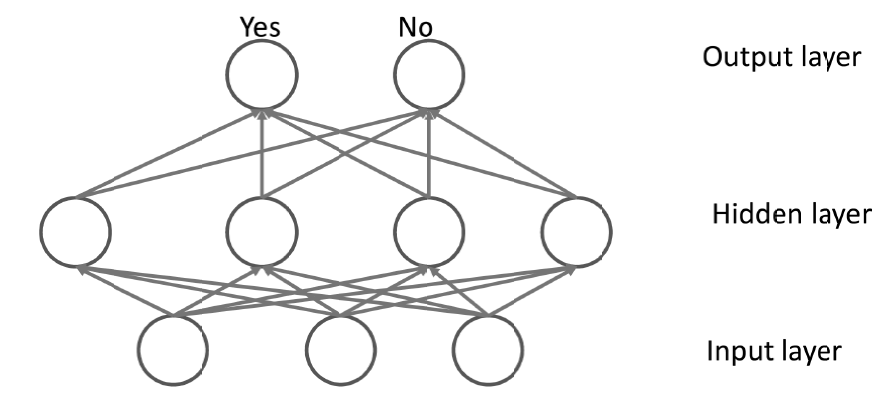 Yes
No
Output layer
Hidden layer
Input layer